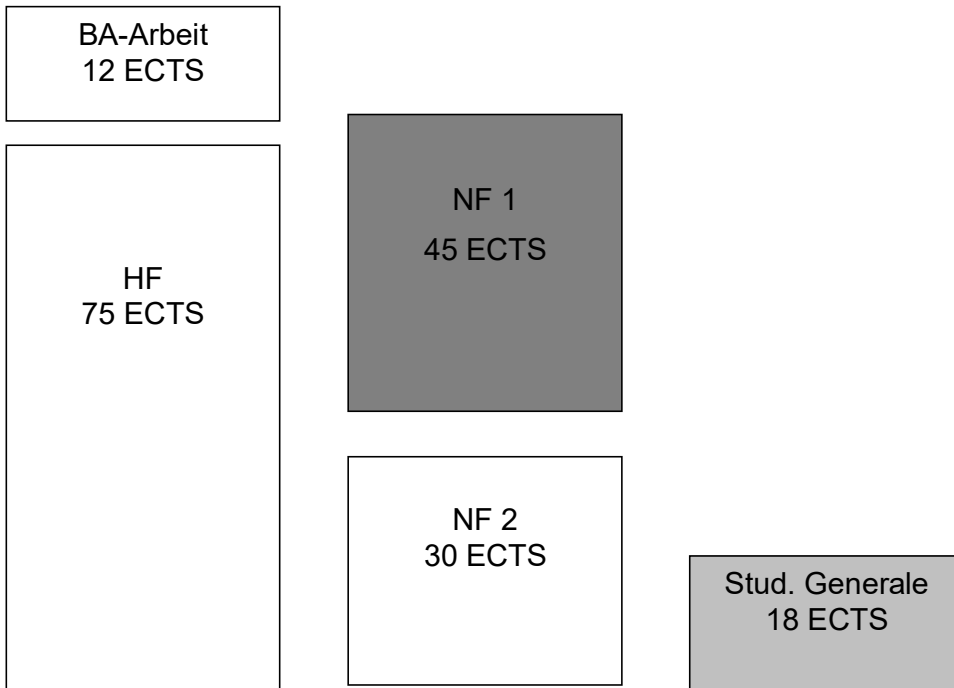 BA-Arbeit
12 ECTS
HF
75 ECTS
NF 1
45 ECTS
NF 2
30 ECTS
Stud. Generale
18 ECTS